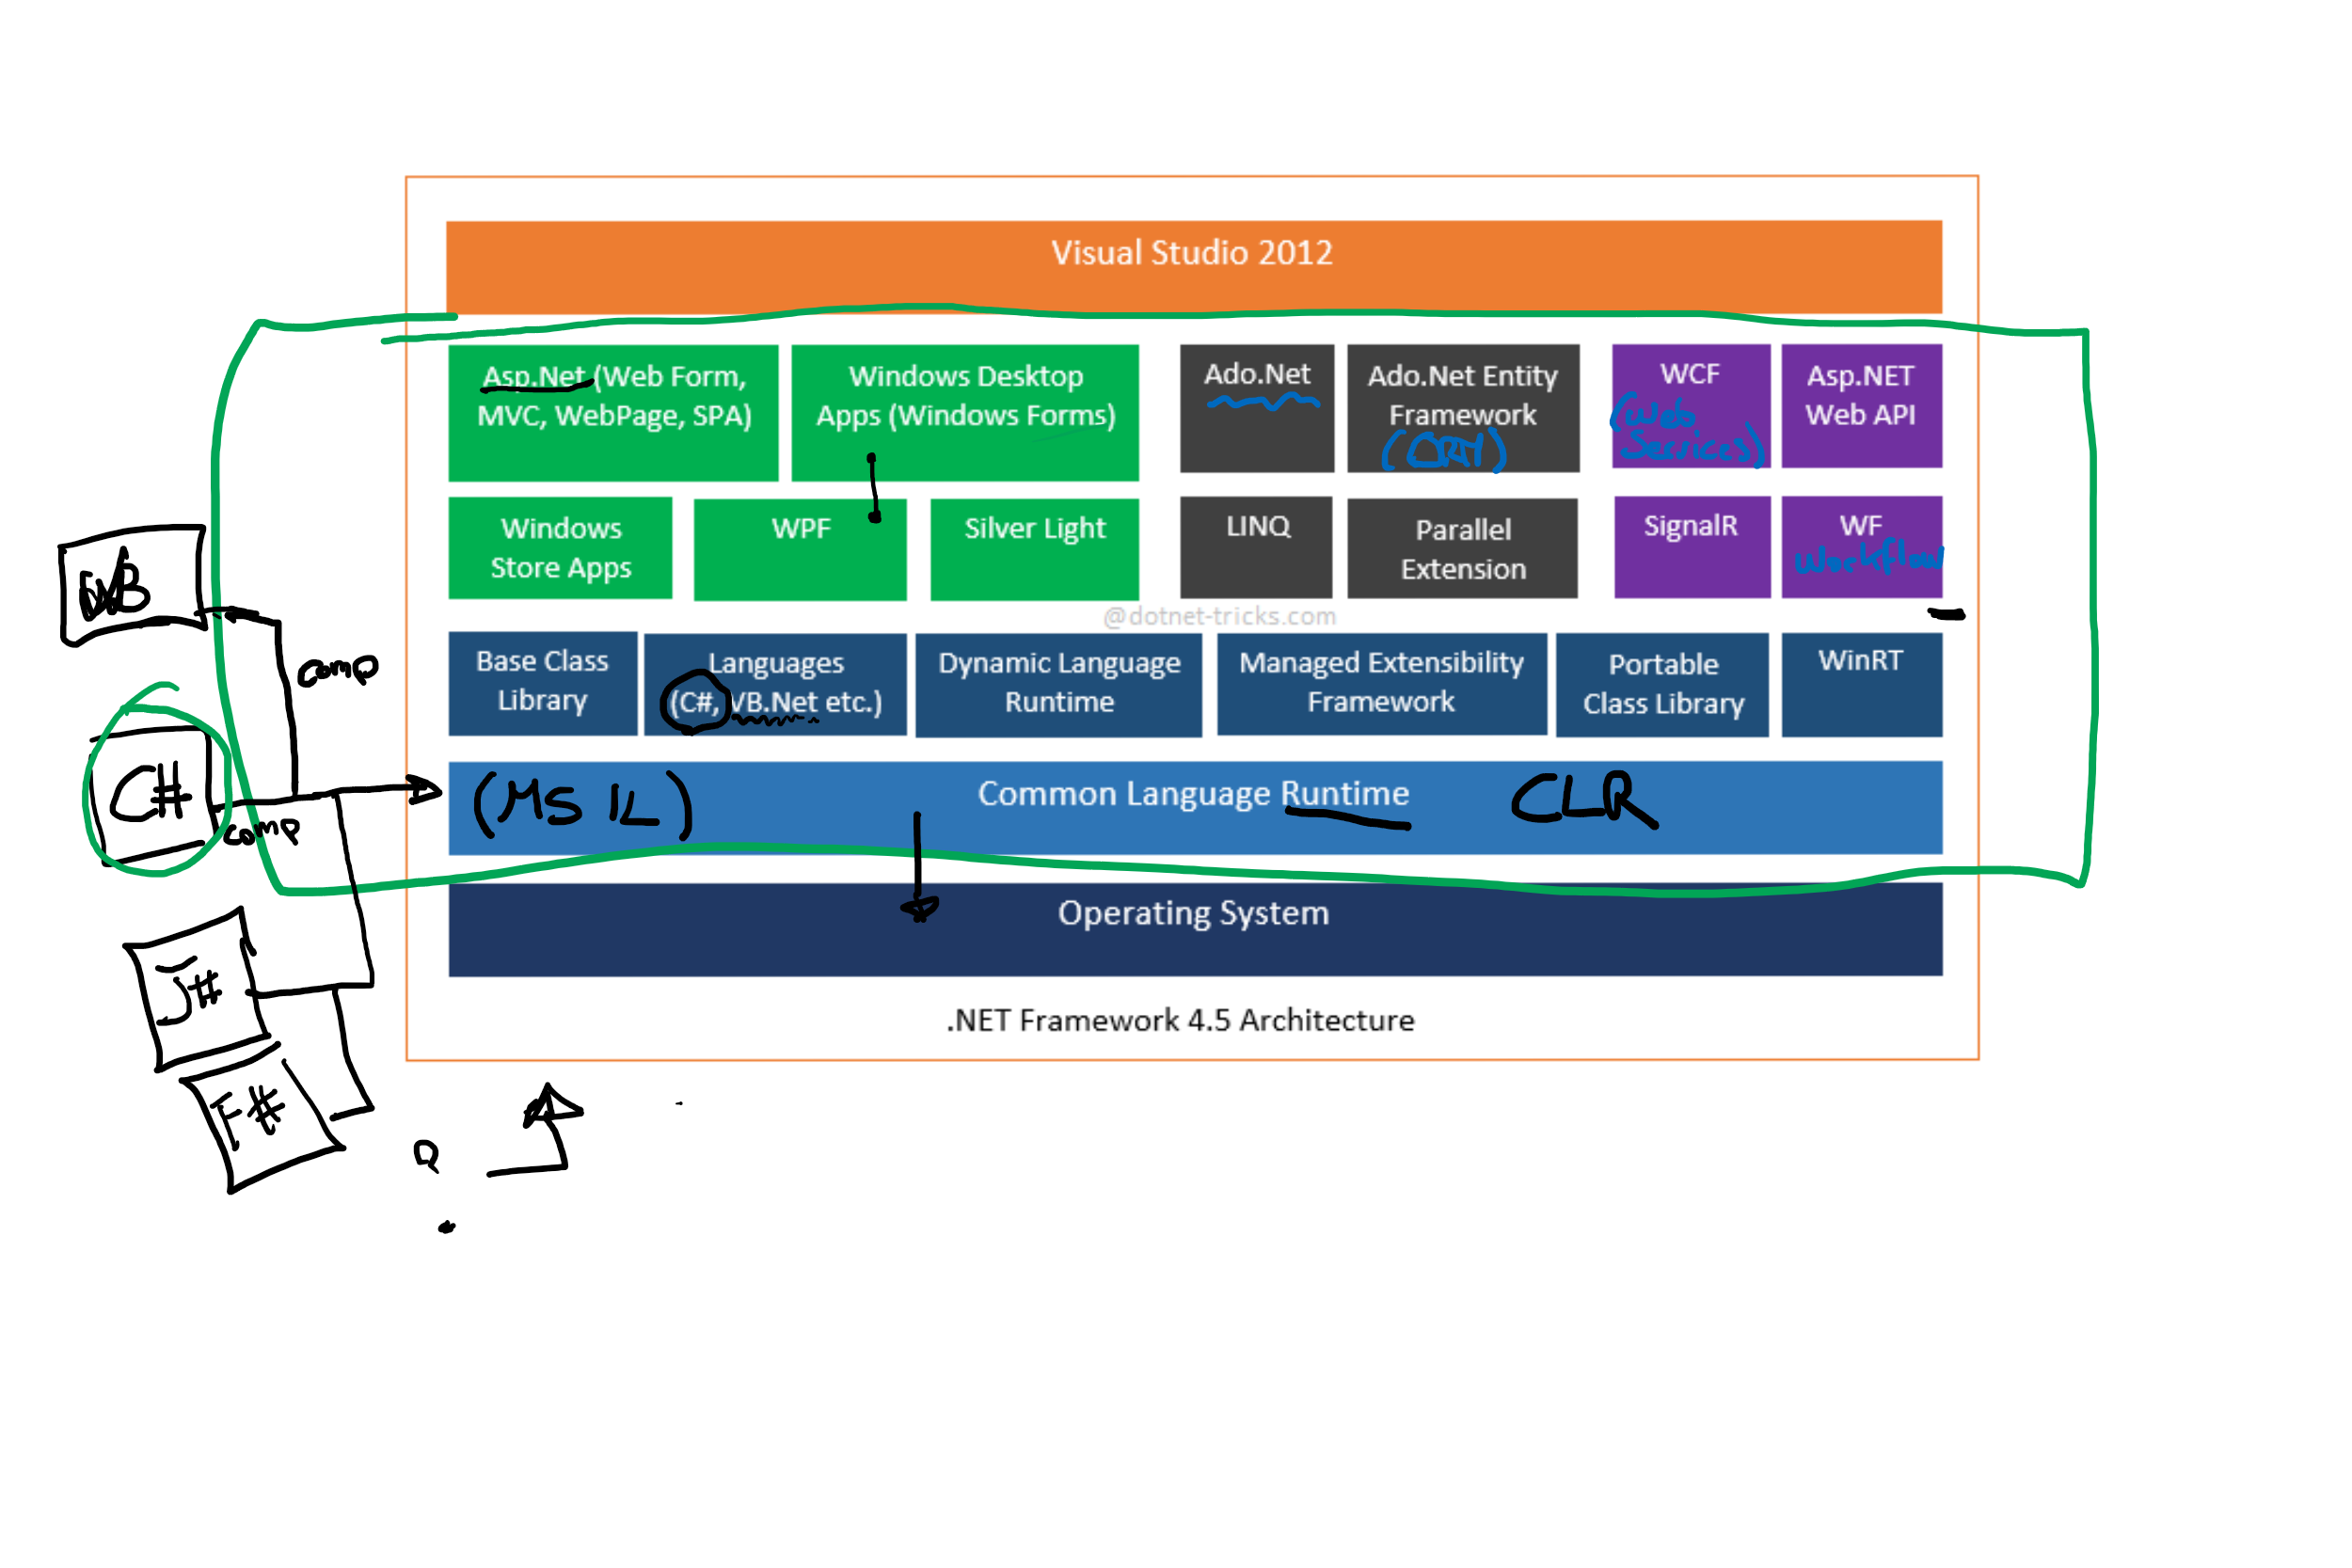 Visual Studio 2012
Asp.Net (Web Form,
MVC, WebPage, SPA)
Windows Desktop
Apps (Windows Forms)
Ado.Net
Ado.Net Entity
Framework
(ORM)
WCF
(Web
Services)
Asp.NET
Web API
Windows
Store Apps
WPF
Silver Light
LINQ
Parallel
Extension
SignalR
WF
Workflow
@dotnet-tricks.com
VB
comp
Base Class
Library
Languages
(C#, VB.Net etc.)
Dynamic Language
Runtime
Managed Extensibility
Framework
Portable
Class Library
WinRT
C#
comp
(MSIL)
Common Language Runtime
CLR
Operating System
J#
.NET Framework 4.5 Architecture
F#